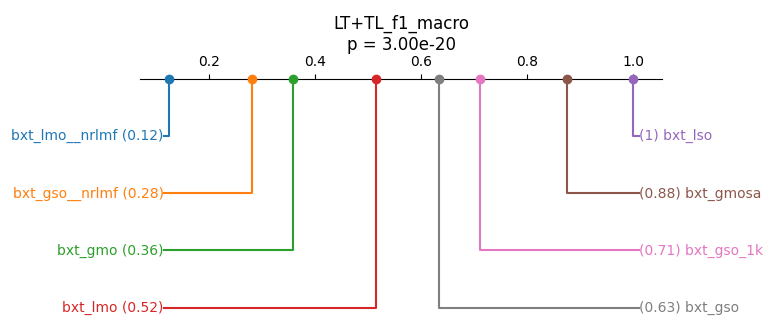 LT+TL_f1_macro
p = 3.00e-20
0.2 0.4 0.6 0.8 1.0
bxt_lmo__nrlmf (0.12) (1) bxt_lso
bxt_gso__nrlmf (0.28) (0.88) bxt_gmosa
bxt_gmo (0.36) (0.71) bxt_gso_1k
bxt_lmo (0.52) (0.63) bxt_gso